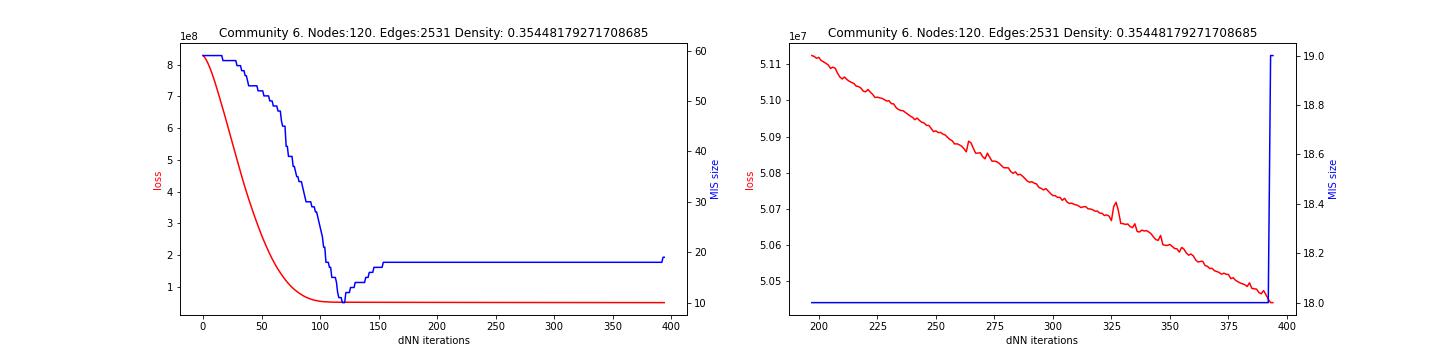 Community 6. Nodes:120. Edges:2531 Density: 0.35448179271708685
1e8
8
7
6
5
4
3
2
1
loss
60
50
40
30
20
10
MIS size
0 50 100 150 200 250 300 350 400
dNN iterations
Community 6. Nodes:120. Edges:2531 Density: 0.35448179271708685
1e7
5.11
5.10
5.09
5.08
5.07
5.06
5.05
loss
19.0
18.8
18.6
18.4
18.2
18.0
MIS size
200 225 250 275 300 325 350 375 400
dNN iterations